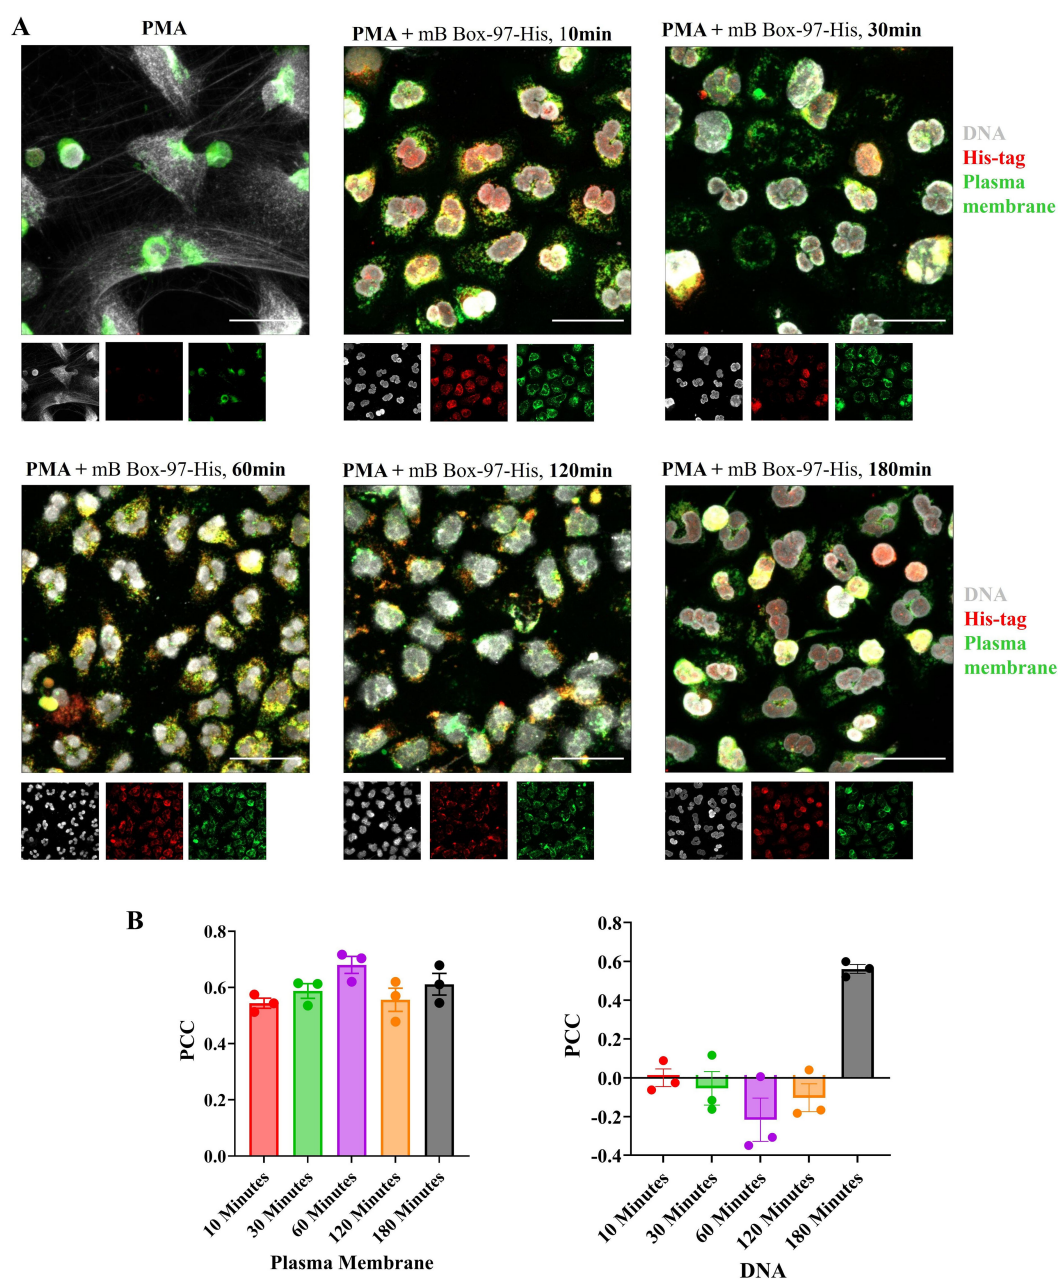 A
PMA
PMA + mB Box-97-His, 10min
PMA + mB Box-97-His, 30min
DNA
His-tag
Plasma
membrane
PMA + mB Box-97-His, 60min
PMA + mB Box-97-His, 120min
PMA + mB Box-97-His, 180min
DNA
His-tag
Plasma
membrane
B
0.8
0.6
0.4
0.2
0.0
PCC
10 Minutes
30 Minutes
60 Minutes
120 Minutes
180 Minutes
Plasma Membrane
0.8
0.6
0.4
0.2
0.0
-0.2
-0.4
PCC
10 Minutes
30 Minutes
60 Minutes
120 Minutes
180 Minutes
DNA